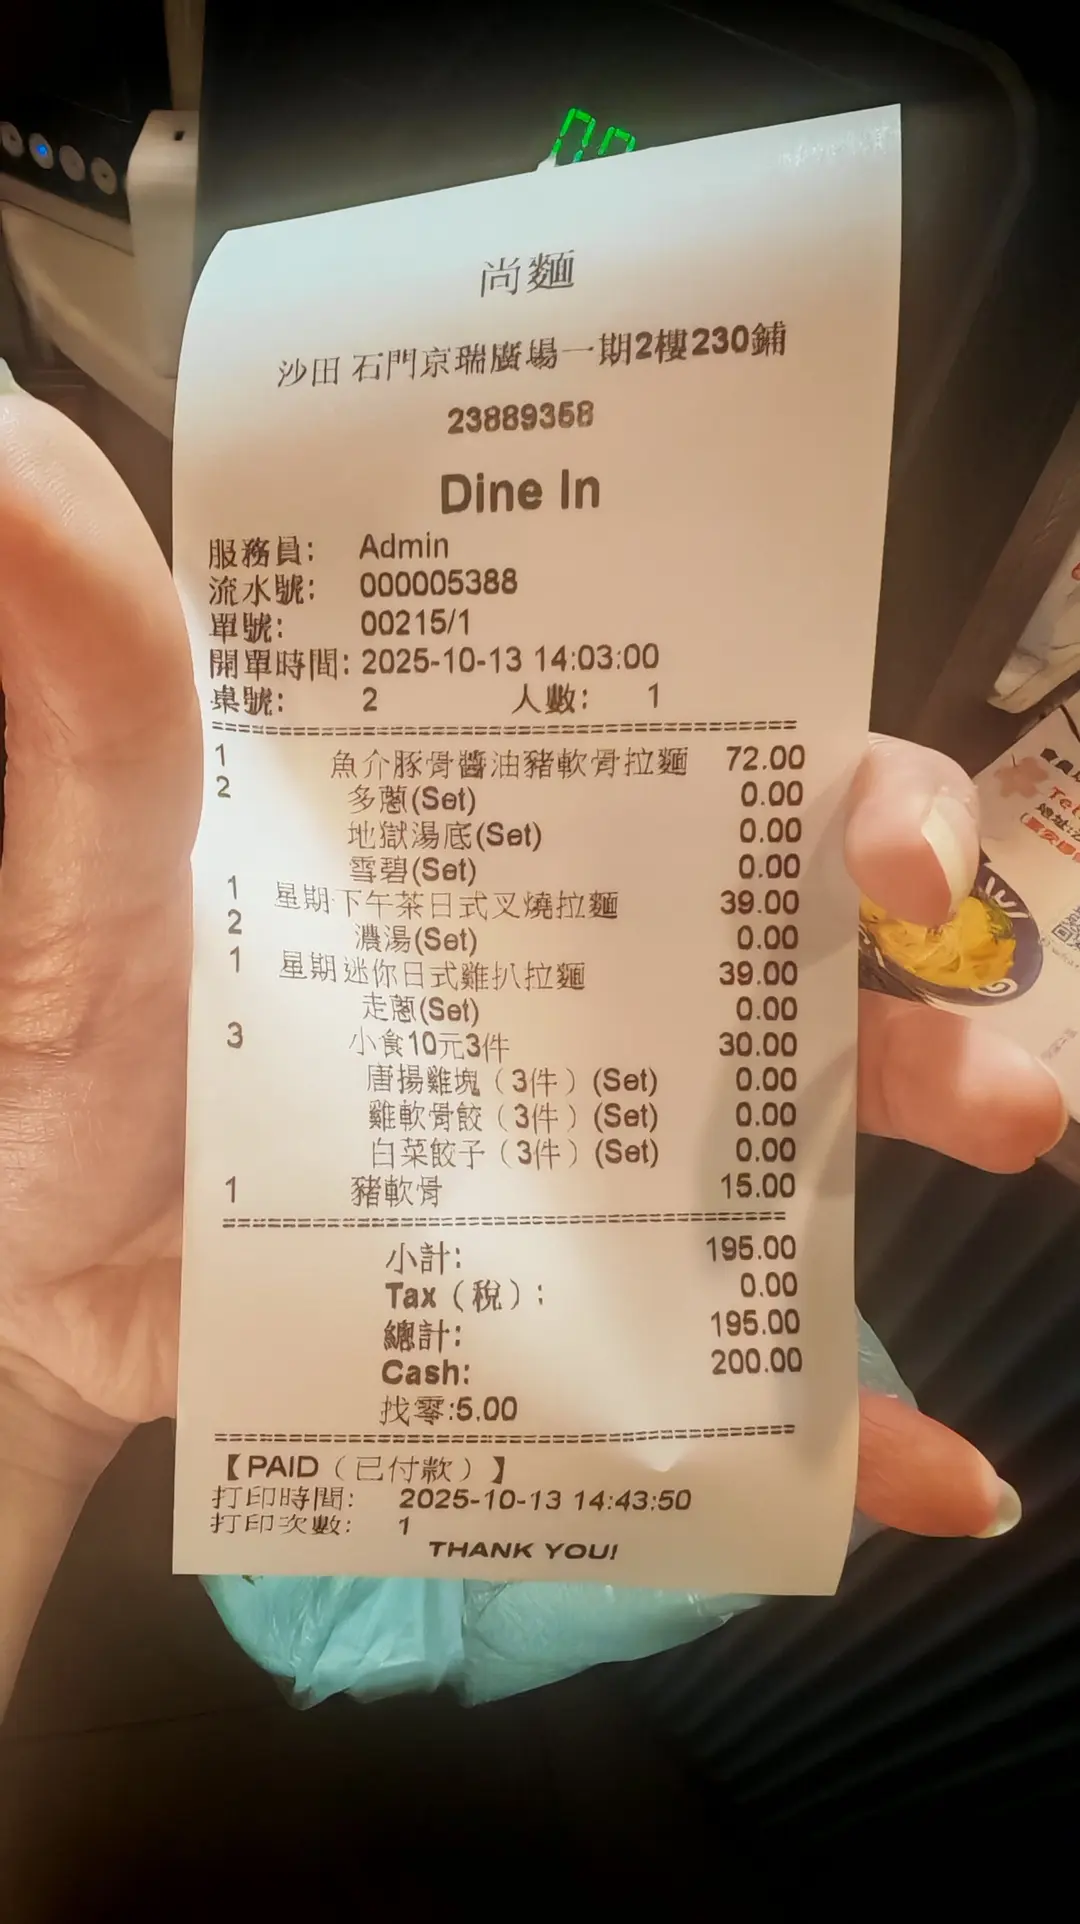 尚麵
沙田 石門京瑞廣場一期2樓230鋪
23889358
Dine In
服務員: Admin
流水號: 000005388
單號: 00215/1
開單時間: 2025-10-13 14:03:00
桌號: 2 人數: 1
1 魚介豚骨醬油豬軟骨拉麵 72.00
2 多蔥(Set) 0.00
地獄湯底(Set) 0.00
雪碧(Set) 0.00
1 星期下午茶日式叉燒拉麵 39.00
2 濃湯(Set) 0.00
1 星期迷你日式雞扒拉麵 39.00
走蔥(Set) 0.00
3 小食10元3件 30.00
唐揚雞塊（3件）(Set) 0.00
雞軟骨餃（3件）(Set) 0.00
白菜餃子（3件）(Set) 0.00
1 豬軟骨 15.00
小計: 195.00
Tax（稅）: 0.00
總計: 195.00
Cash: 200.00
找零:5.00
【PAID（已付款）】
打印時間: 2025-10-13 14:43:50
打印次數: 1
THANK YOU!